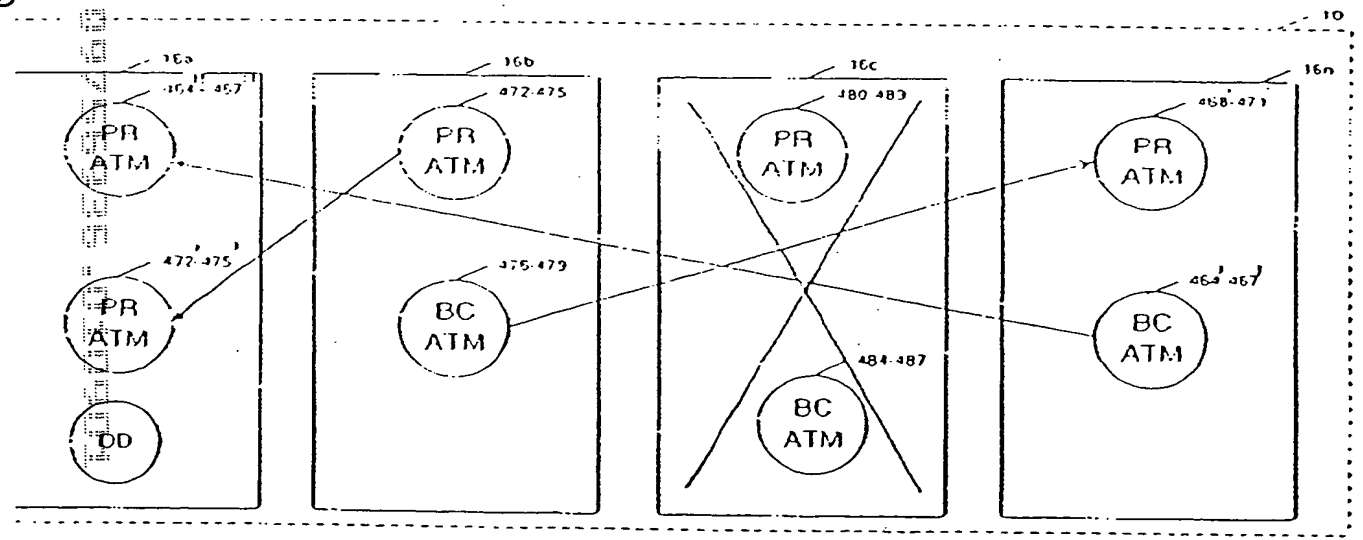 10
16a
16b
16c
16n
464'-467'
472-475
480-483
468'-471'
PR
ATM
PR
ATM
PR
ATM
PR
ATM
472'-475'
476-479
464'-467'
PR
ATM
BC
ATM
BC
ATM
484-487
BC
ATM
DD